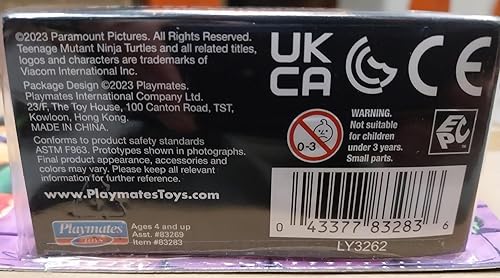 ©2023 Paramount Pictures. All Rights Reserved.
Teenage Mutant Ninja Turtles and all related titles,
logos and characters are trademarks of
Viacom International Inc.
Package Design ©2023 Playmates.
Playmates International Company Ltd.
23/F, The Toy House, 100 Canton Road, TST,
Kowloon, Hong Kong.
MADE IN CHINA.
Conforms to product safety standards
ASTM F963. Prototypes shown in photographs.
Final product appearance, accessories and
colors may vary. Please keep all relevant
information for further reference.
www.PlaymatesToys.com
Playmates
TOYS
Ages 4 and up
Asst. #83269
Item #83283
UK
CA
CE
0-3
WARNING.
Not suitable
for children
under 3 years.
Small parts.
EPC
0 43377 83283 6
LY3262